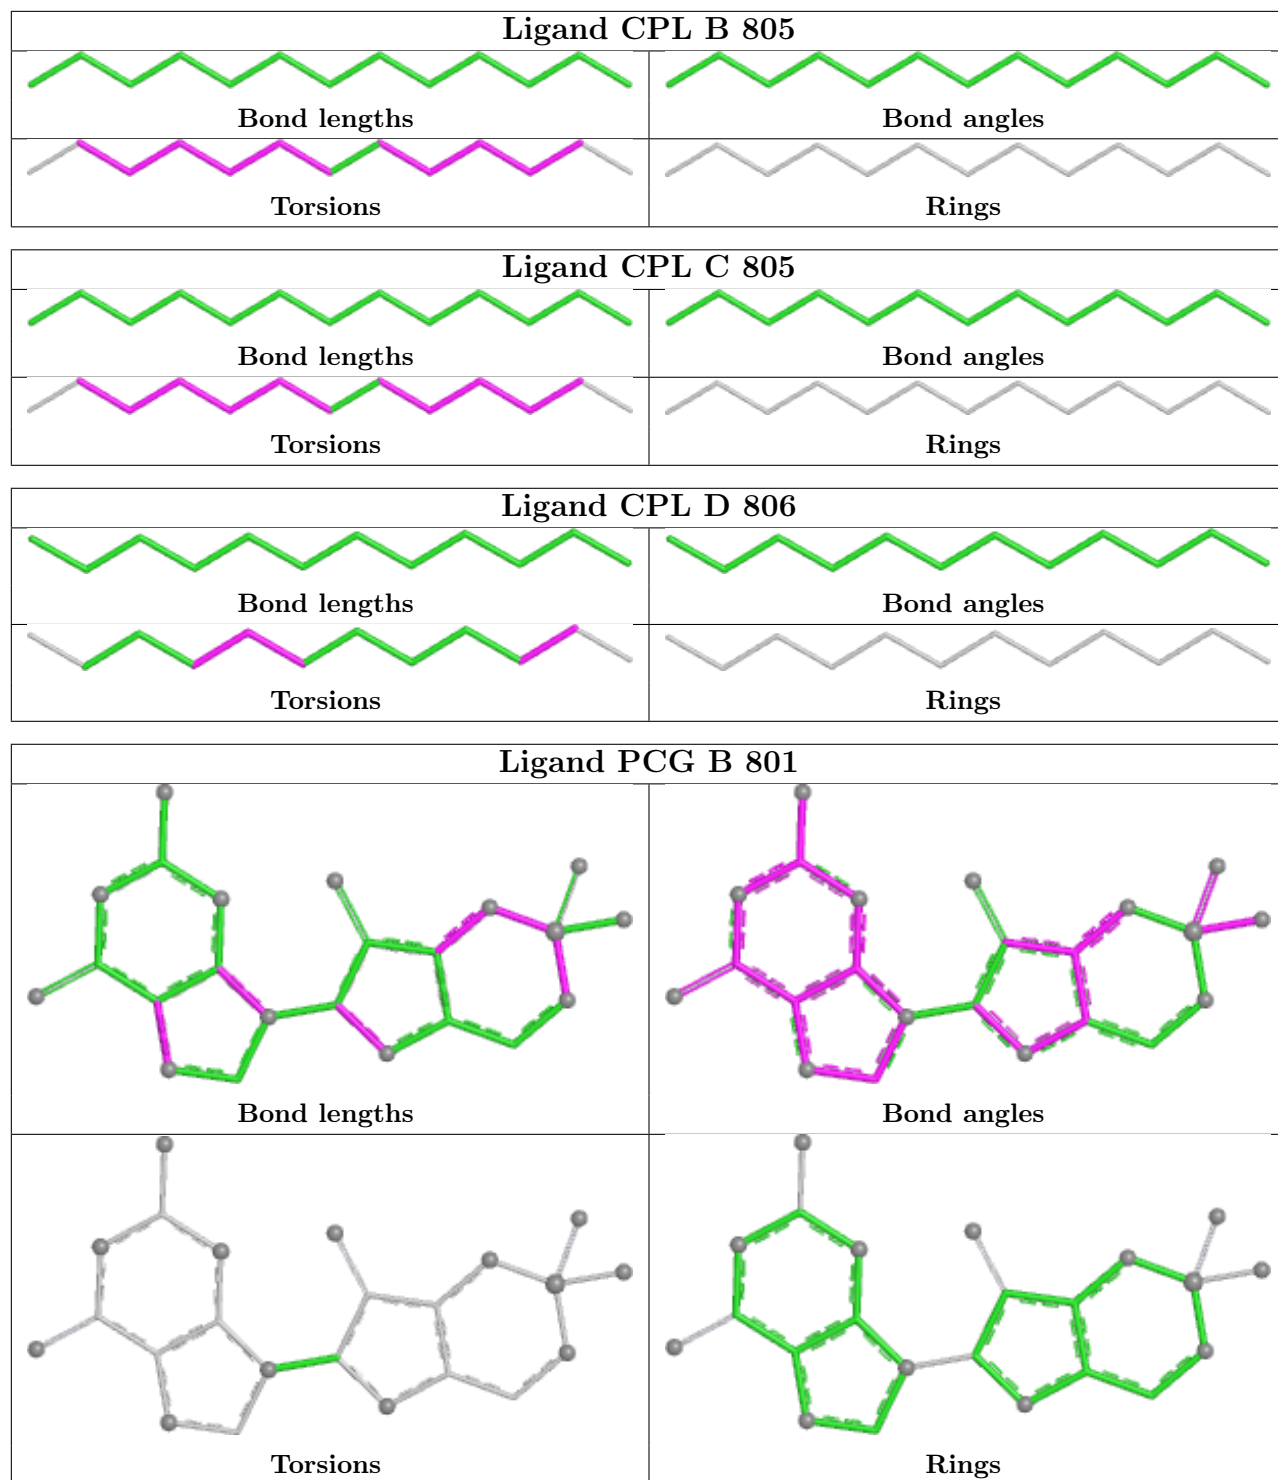 Ligand CPL B 805
Bond lengths
Bond angles
Torsions
Rings
Ligand CPL C 805
Bond lengths
Bond angles
Torsions
Rings
Ligand CPL D 806
Bond lengths
Bond angles
Torsions
Rings
Ligand PCG B 801
Bond lengths
Bond angles
Torsions
Rings